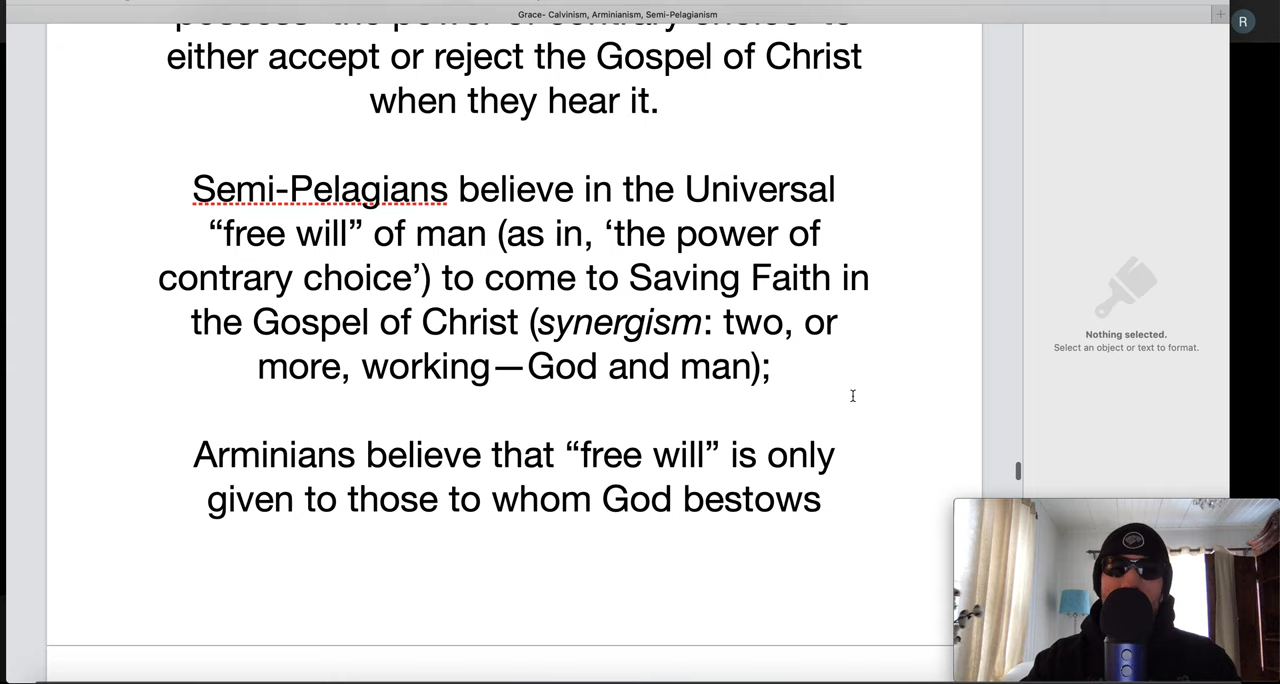 Grace- Calvinism, Arminianism, Semi-Pelagianism
R
either accept or reject the Gospel of Christ
when they hear it.
Semi-Pelagians believe in the Universal
“free will” of man (as in, ‘the power of
contrary choice’) to come to Saving Faith in
the Gospel of Christ (synergism: two, or
more, working—God and man);
Arminians believe that “free will” is only
given to those to whom God bestows
Nothing selected.
Select an object or text to format.